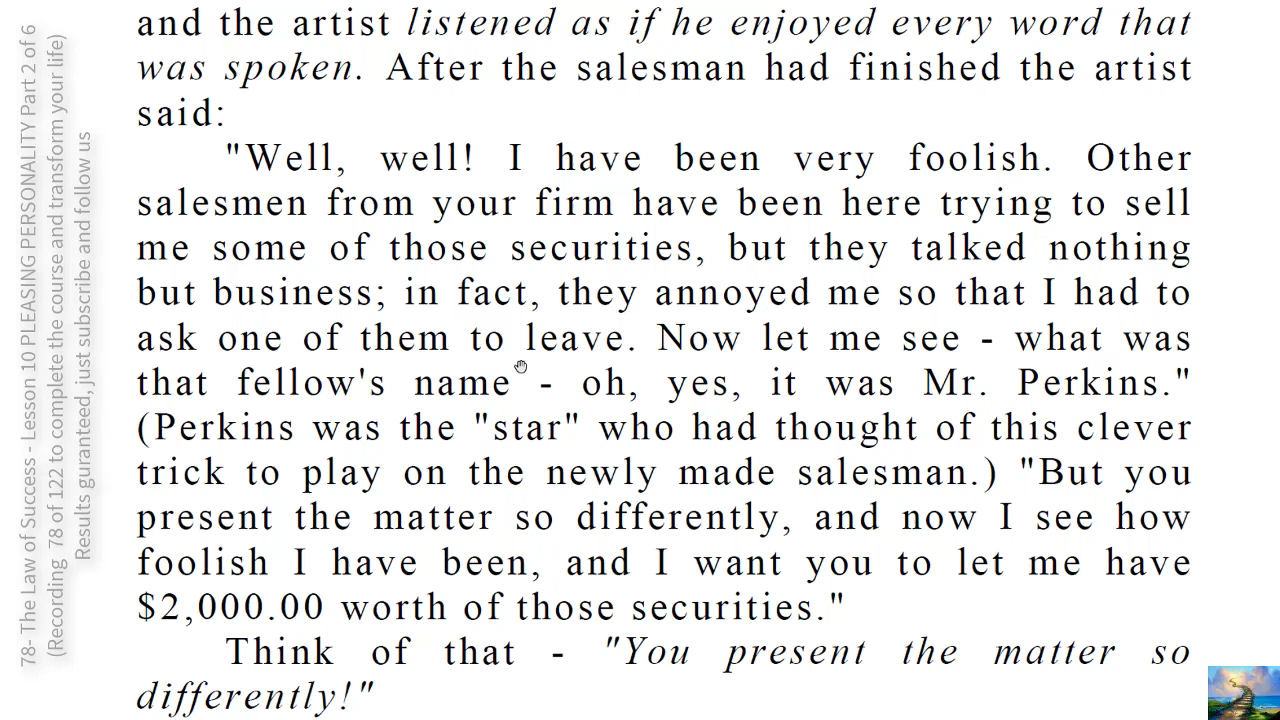 and the artist listened as if he enjoyed every word that
was spoken. After the salesman had finished the artist
said:
"Well, well! I have been very foolish. Other
salesmen from your firm have been here trying to sell
me some of those securities, but they talked nothing
but business; in fact, they annoyed me so that I had to
ask one of them to leave. Now let me see - what was
that fellow's name - oh, yes, it was Mr. Perkins."
(Perkins was the "star" who had thought of this clever
trick to play on the newly made salesman.) "But you
present the matter so differently, and now I see how
foolish I have been, and I want you to let me have
$2,000.00 worth of those securities."
Think of that - "You present the matter so
differently!"
78- The Law of Success - Lesson 10 PLEASING PERSONALITY Part 2 of 6
(Recording 78 of 122 to complete the course and transform your life)
Results guranteed, just subscribe and follow us